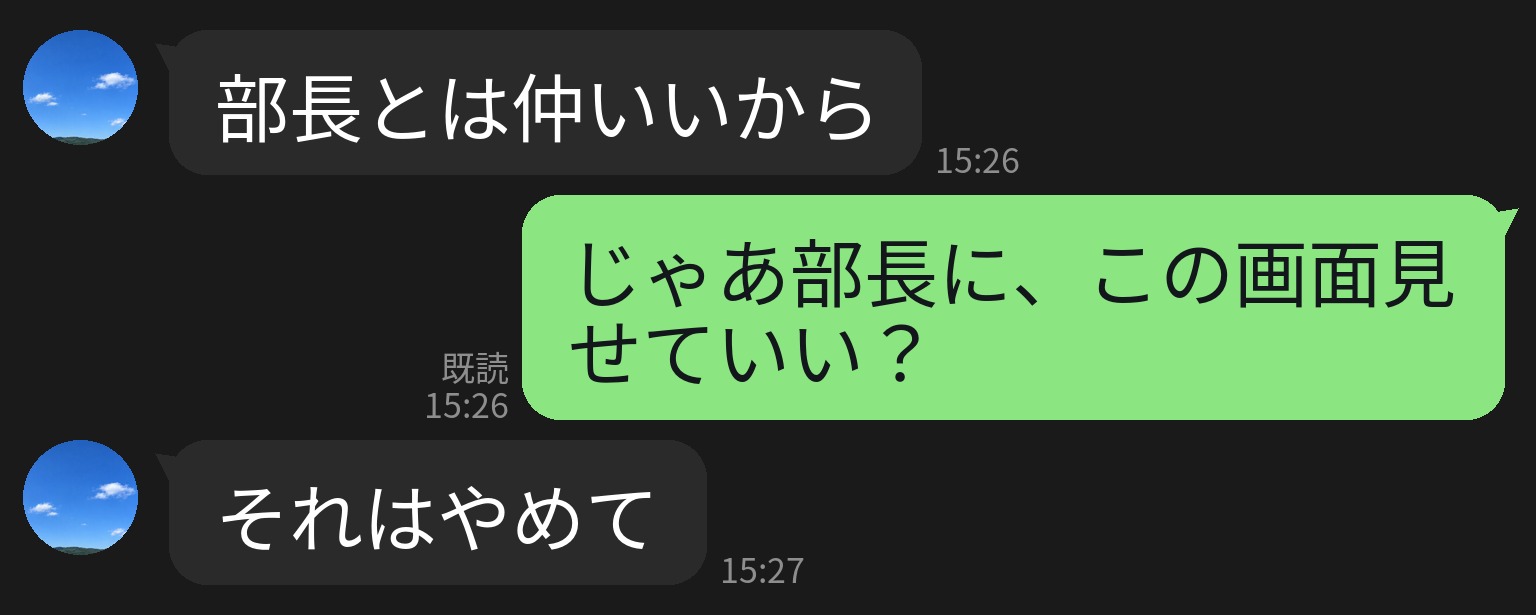 部長とは仲いいから
15:26
じゃあ部長に、この画面見
せていい？
既読
15:26
それはやめて
15:27